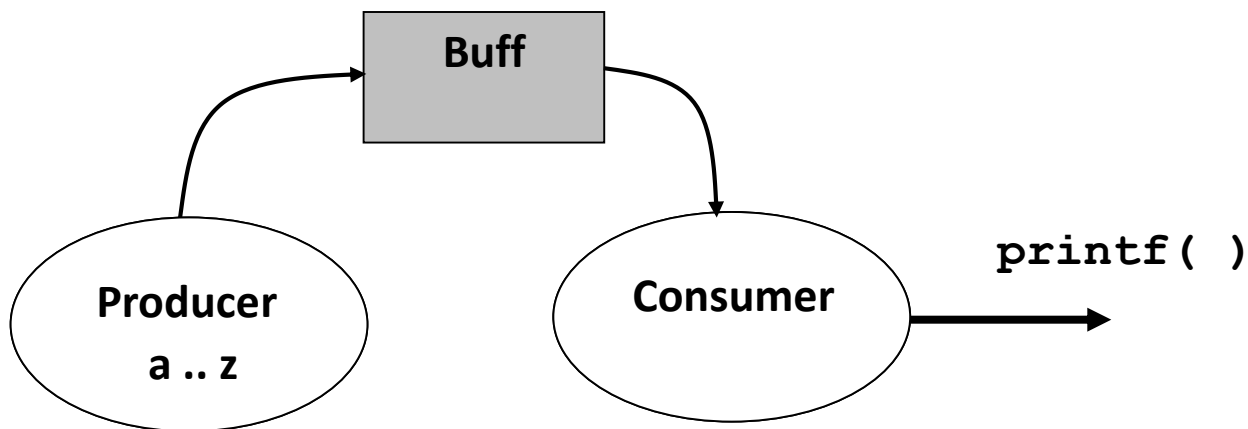 Buff
Producer
a .. z
Consumer
printf( )